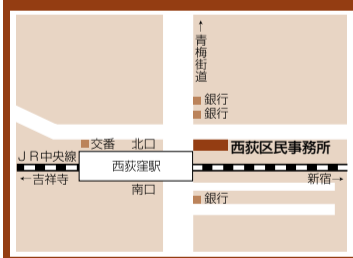 ↑青梅街道
銀行
銀行
交番 北口
西荻区民事務所
JR中央線
西荻窪駅
←吉祥寺
新宿→
南口
銀行